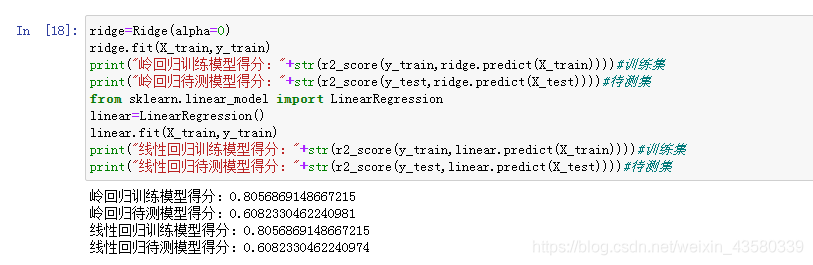 In [18]:
ridge=Ridge(alpha=0)
ridge.fit(X_train,y_train)
print("岭回归训练模型得分："+str(r2_score(y_train,ridge.predict(X_train))))#训练集
print("岭回归待测模型得分："+str(r2_score(y_test,ridge.predict(X_test))))#待测集
from sklearn.linear_model import LinearRegression
linear=LinearRegression()
linear.fit(X_train,y_train)
print("线性回归训练模型得分："+str(r2_score(y_train,linear.predict(X_train))))#训练集
print("线性回归待测模型得分："+str(r2_score(y_test,linear.predict(X_test))))#待测集
岭回归训练模型得分：0.8056869148667215
岭回归待测模型得分：0.6082330462240981
线性回归训练模型得分：0.8056869148667215
线性回归待测模型得分：0.6082330462240974
https://blog.csdn.net/weixin_43580339